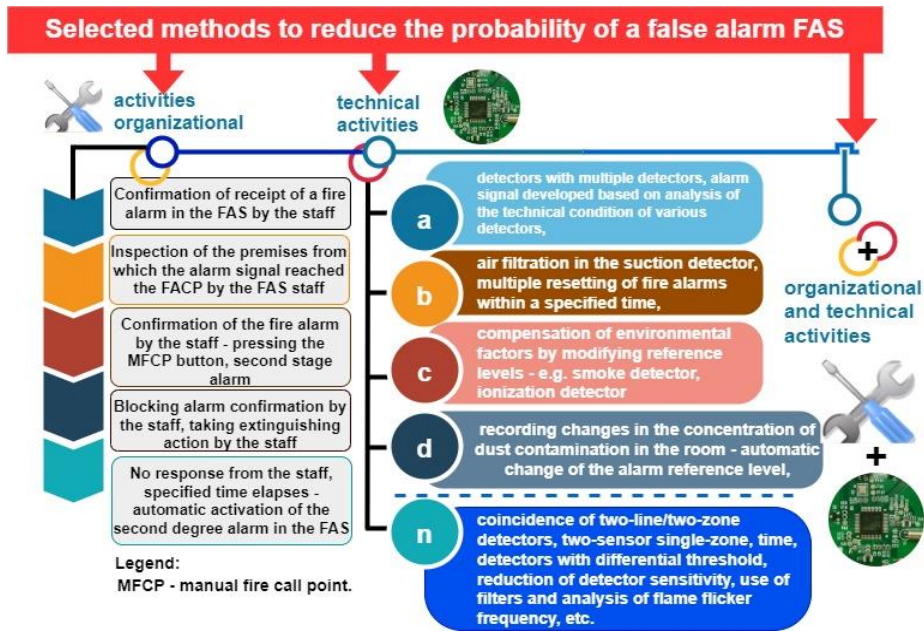 Selected methods to reduce the probability of a false alarm FAS
activities
organizational
technical
activities
Confirmation of receipt of a fire
alarm in the FAS by the staff
Inspection of the premises from
which the alarm signal reached
the FACP by the FAS staff
Confirmation of the fire alarm
by the staff - pressing the
MFCP button, second stage
alarm
Blocking alarm confirmation by
the staff, taking extinguishing
action by the staff
No response from the staff,
specified time elapses -
automatic activation of the
second degree alarm in the FAS
Legend:
MFCP - manual fire call point.
a
detectors with multiple detectors, alarm
signal developed based on analysis of
the technical condition of various
detectors,
b
air filtration in the suction detector,
multiple resetting of fire alarms
within a specified time,
c
compensation of environmental
factors by modifying reference
levels - e.g. smoke detector,
ionization detector
d
recording changes in the concentration of
dust contamination in the room - automatic
change of the alarm reference level,
n
coincidence of two-line/two-zone
detectors, two-sensor single-zone, time,
detectors with differential threshold,
reduction of detector sensitivity, use of
filters and analysis of flame flicker
frequency, etc.
+
organizational
and technical
activities
+